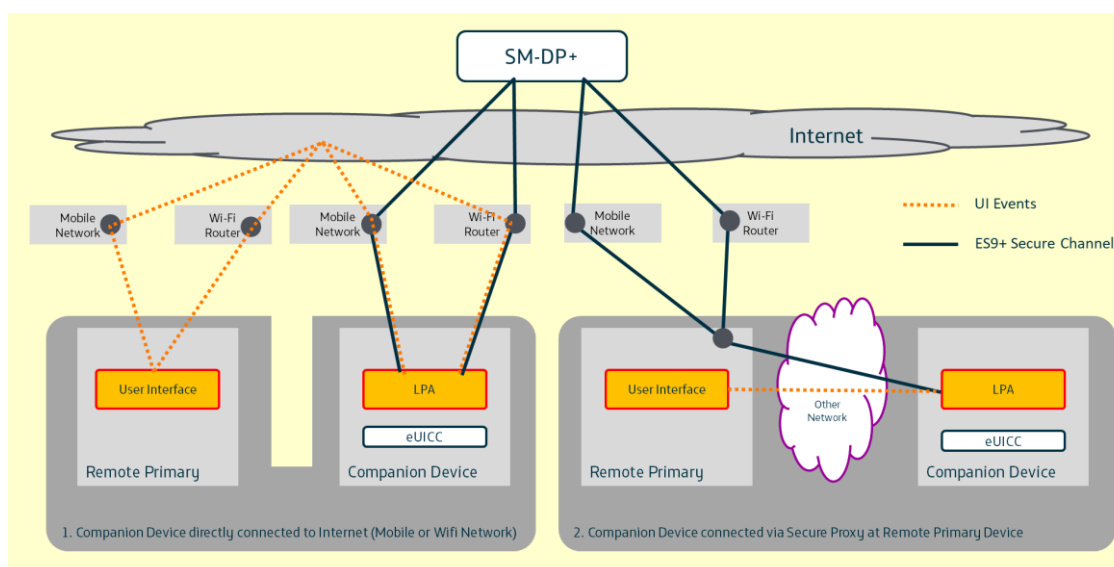 SM-DP+
Internet
Mobile
Network
Wi-Fi
Router
Mobile
Network
Wi-Fi
Router
Mobile
Network
Wi-Fi
Router
UI Events
ES9+ Secure Channel
User Interface
LPA
eUICC
Remote Primary
Companion Device
User Interface
Other
Network
LPA
eUICC
Remote Primary
Companion Device
1. Companion Device directly connected to Internet (Mobile or Wifi Network)
2. Companion Device connected via Secure Proxy at Remote Primary Device